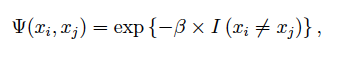 Ψ(x_i, x_j) = exp {−β × I (x_i ≠ x_j)} ,